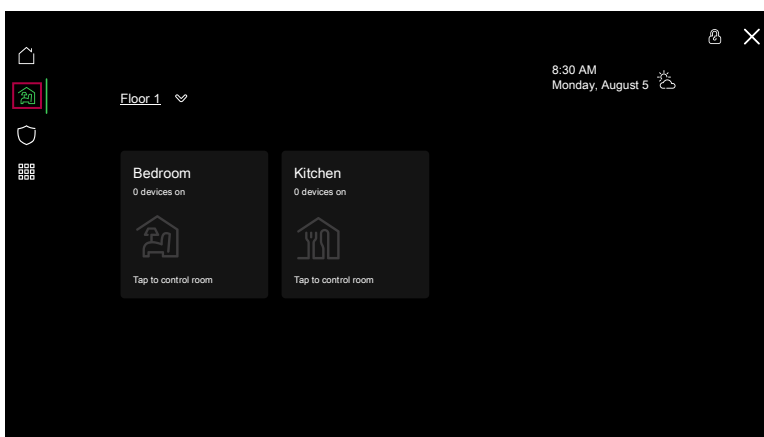 8:30 AM
Monday, August 5
Floor 1
Bedroom
0 devices on
Tap to control room
Kitchen
0 devices on
Tap to control room